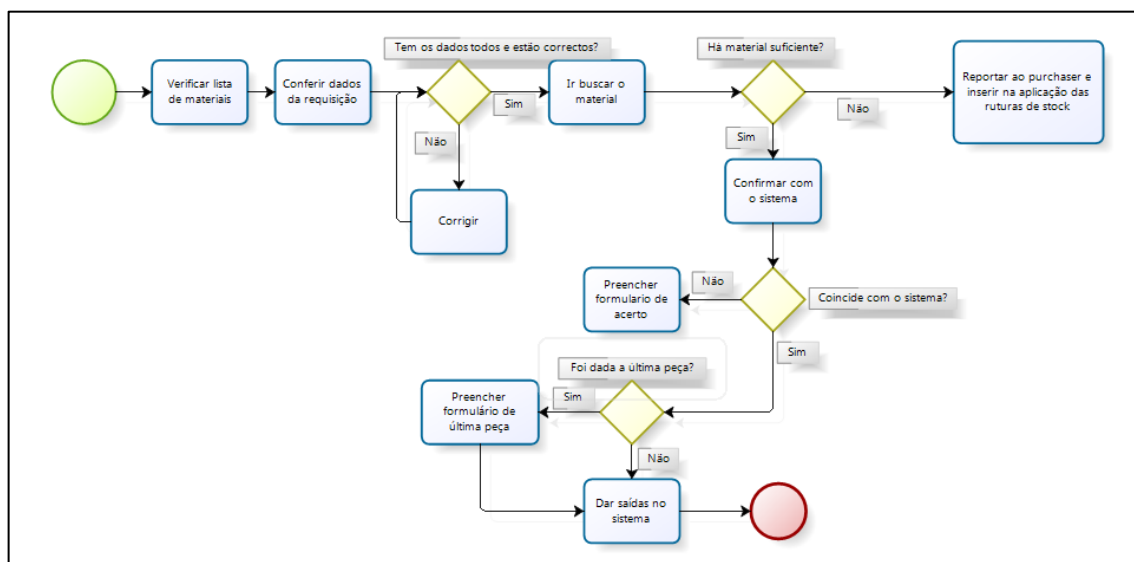 Tem os dados todos e estão correctos?
Há material suficiente?
Verificar lista
de materiais
Conferir dados
da requisição
Ir buscar o
material
Reportar ao purchaser e
inserir na aplicação das
ruturas de stock
Sim
Não
Não
Sim
Corrigir
Confirmar com
o sistema
Preencher
formulario de
acerto
Não
Coincide com o sistema?
Sim
Foi dada a última peça?
Preencher
formulário de
última peça
Sim
Não
Dar saídas no
sistema